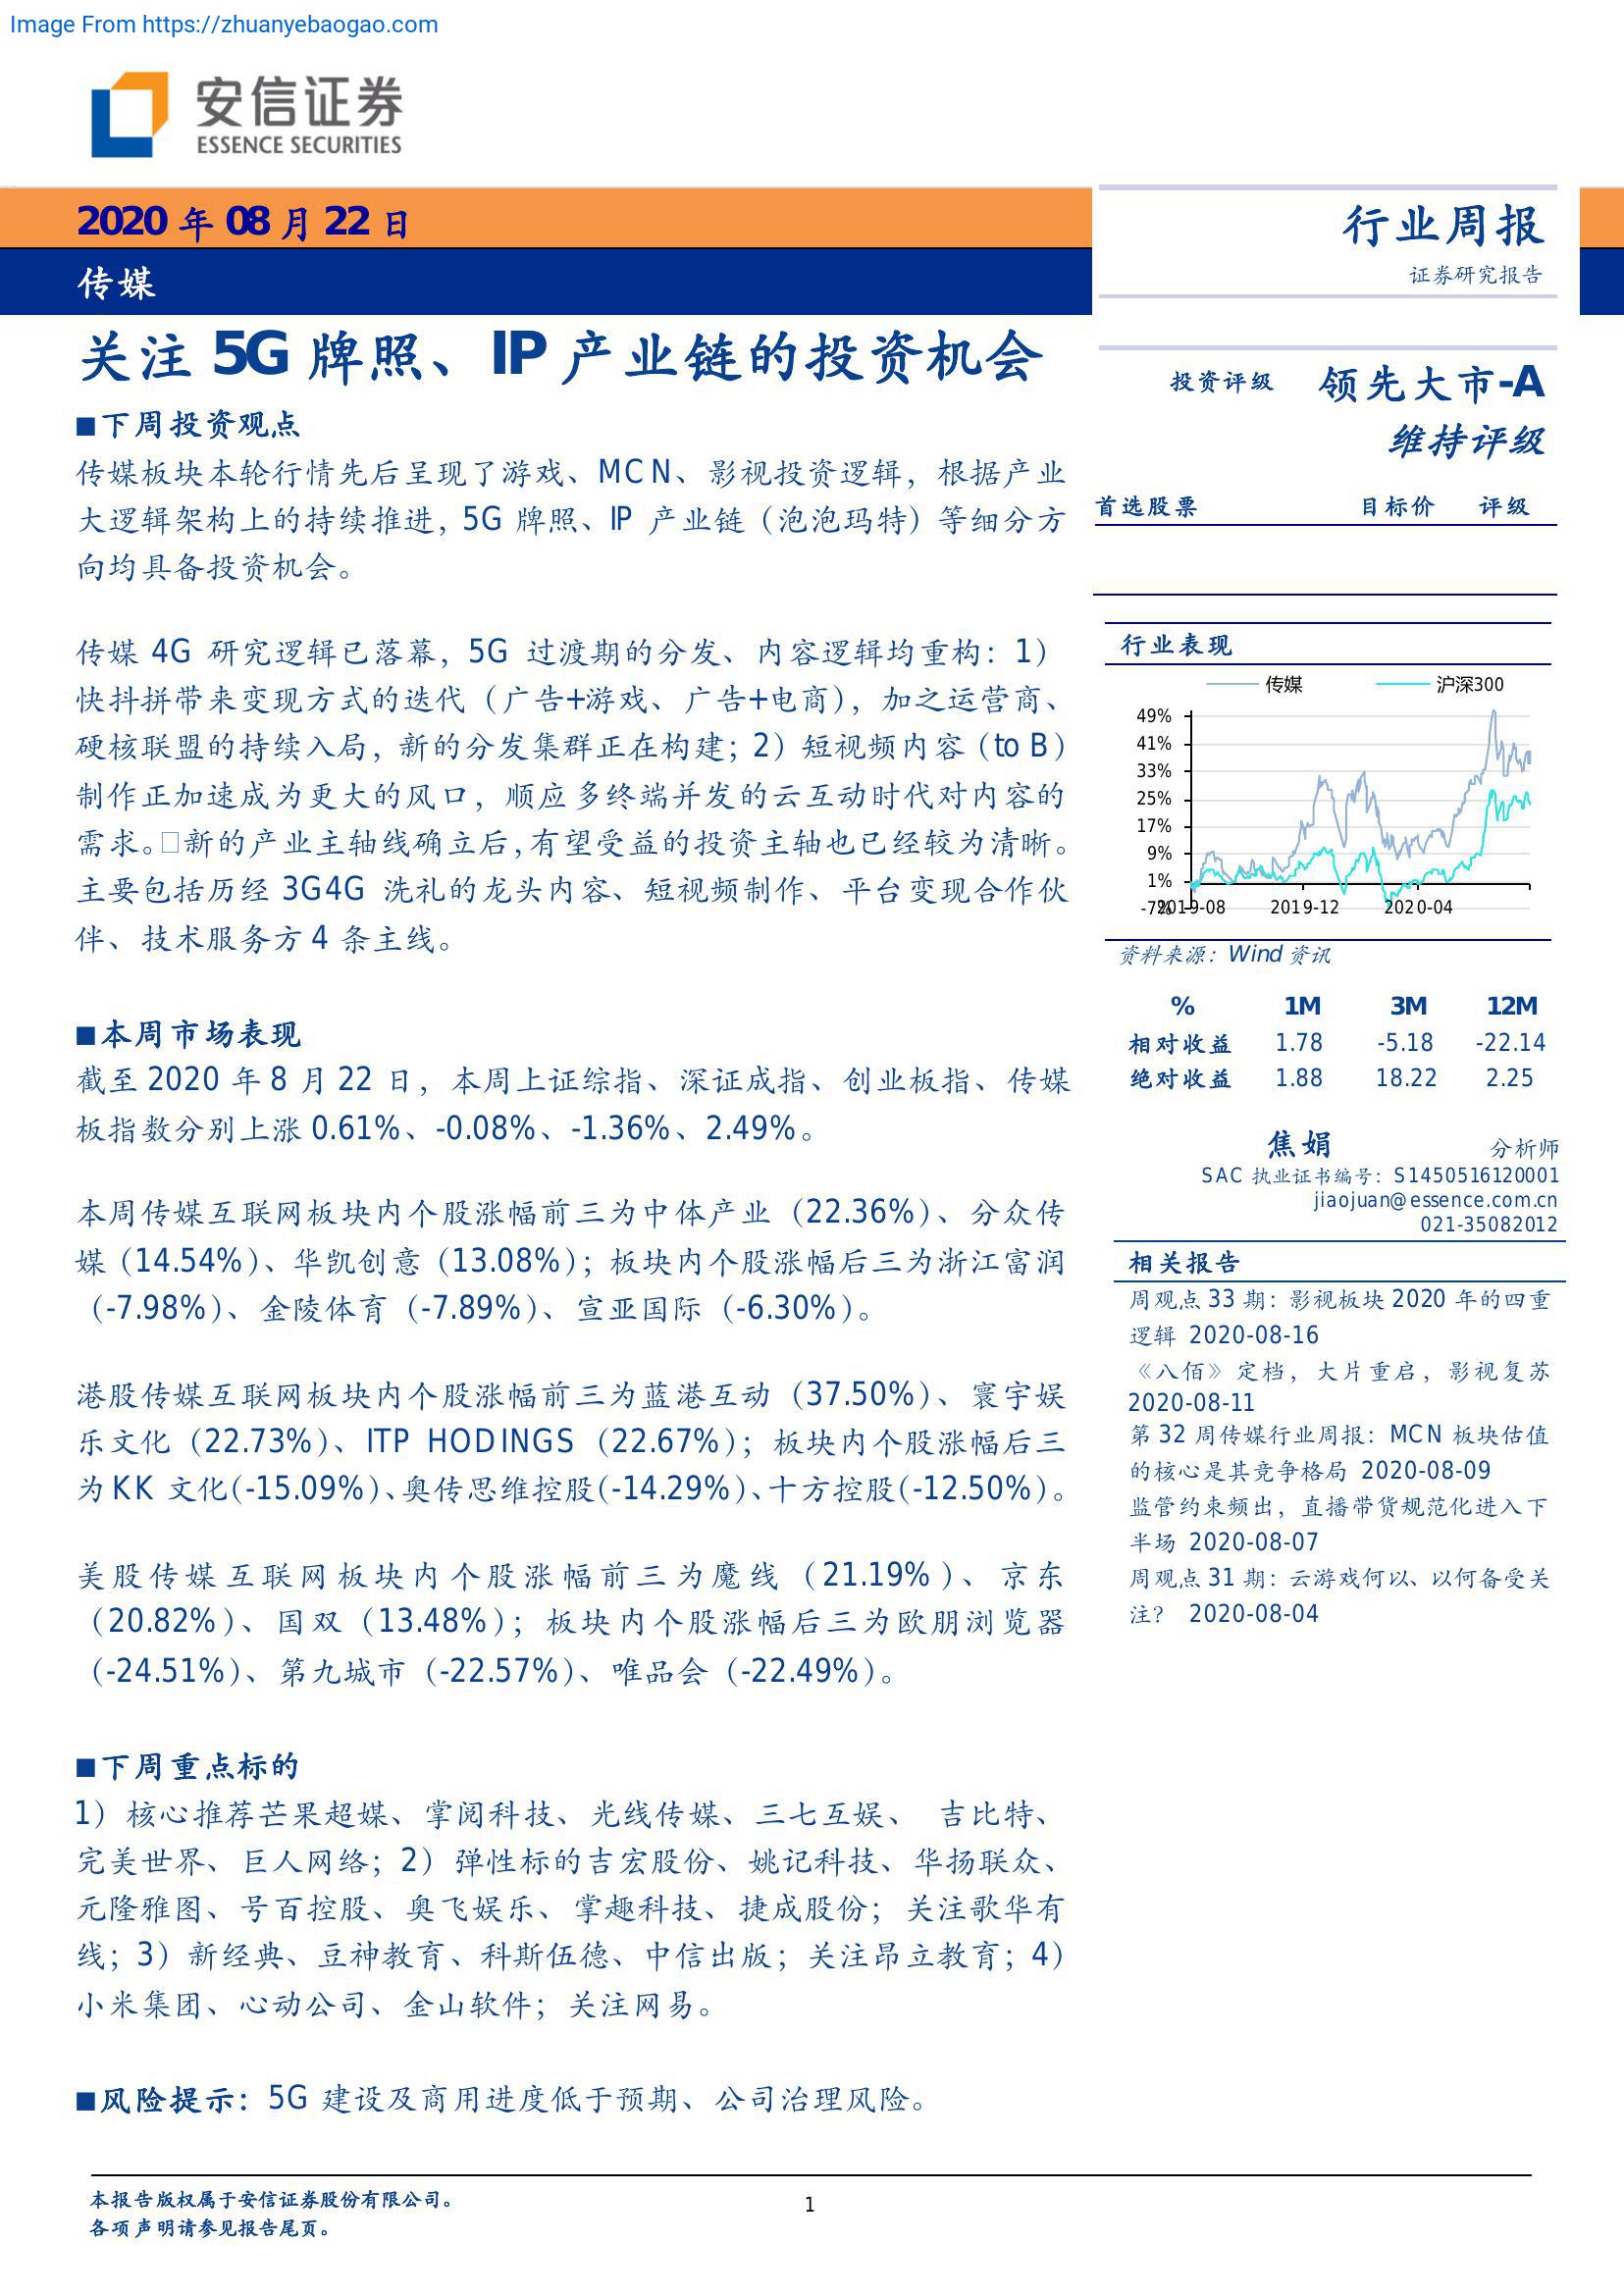 Image From https://zhuanyebaogao.com
安信证券
ESSENCE SECURITIES
2020 年 08 月 22 日
传媒
行业周报
证券研究报告
关注 5G 牌照、IP 产业链的投资机会
■下周投资观点
传媒板块本轮行情先后呈现了游戏、MCN、影视投资逻辑，根据产业
大逻辑架构上的持续推进，5G 牌照、IP 产业链（泡泡玛特）等细分方
向均具备投资机会。
传媒 4G 研究逻辑已落幕，5G 过渡期的分发、内容逻辑均重构：1）
快抖拼带来变现方式的迭代（广告+游戏、广告+电商），加之运营商、
硬核联盟的持续入局，新的分发集群正在构建；2）短视频内容（to B）
制作正加速成为更大的风口，顺应多终端并发的云互动时代对内容的
需求。□新的产业主轴线确立后，有望受益的投资主轴也已经较为清晰。
主要包括历经 3G4G 洗礼的龙头内容、短视频制作、平台变现合作伙
伴、技术服务方 4 条主线。
■本周市场表现
截至 2020 年 8 月 22 日，本周上证综指、深证成指、创业板指、传媒
板指数分别上涨 0.61%、-0.08%、-1.36%、2.49%。
本周传媒互联网板块内个股涨幅前三为中体产业（22.36%）、分众传
媒（14.54%）、华凯创意（13.08%）；板块内个股涨幅后三为浙江富润
（-7.98%）、金陵体育（-7.89%）、宣亚国际（-6.30%）。
港股传媒互联网板块内个股涨幅前三为蓝港互动（37.50%）、寰宇娱
乐文化（22.73%）、ITP HODINGS（22.67%）；板块内个股涨幅后三
为 KK 文化(-15.09%)、奥传思维控股(-14.29%)、十方控股(-12.50%)。
美股传媒互联网板块内个股涨幅前三为魔线（21.19%）、京东
（20.82%）、国双（13.48%）；板块内个股涨幅后三为欧朋浏览器
（-24.51%）、第九城市（-22.57%）、唯品会（-22.49%）。
■下周重点标的
1）核心推荐芒果超媒、掌阅科技、光线传媒、三七互娱、 吉比特、
完美世界、巨人网络；2）弹性标的吉宏股份、姚记科技、华扬联众、
元隆雅图、号百控股、奥飞娱乐、掌趣科技、捷成股份；关注歌华有
线；3）新经典、豆神教育、科斯伍德、中信出版；关注昂立教育；4）
小米集团、心动公司、金山软件；关注网易。
■风险提示：5G 建设及商用进度低于预期、公司治理风险。
投资评级 领先大市-A
维持评级
首选股票 目标价 评级
行业表现
传媒 沪深300
49%
41%
33%
25%
17%
9%
1%
-7%
2019-08 2019-12 2020-04
资料来源：Wind 资讯
% 1M 3M 12M
相对收益 1.78 -5.18 -22.14
绝对收益 1.88 18.22 2.25
焦娟 分析师
SAC 执业证书编号：S1450516120001
jiaojuan@essence.com.cn
021-35082012
相关报告
周观点 33 期：影视板块 2020 年的四重
逻辑 2020-08-16
《八佰》定档，大片重启，影视复苏
2020-08-11
第 32 周传媒行业周报：MCN 板块估值
的核心是其竞争格局 2020-08-09
监管约束频出，直播带货规范化进入下
半场 2020-08-07
周观点 31 期：云游戏何以、以何备受关
注？ 2020-08-04
本报告版权属于安信证券股份有限公司。
各项声明请参见报告尾页。
1